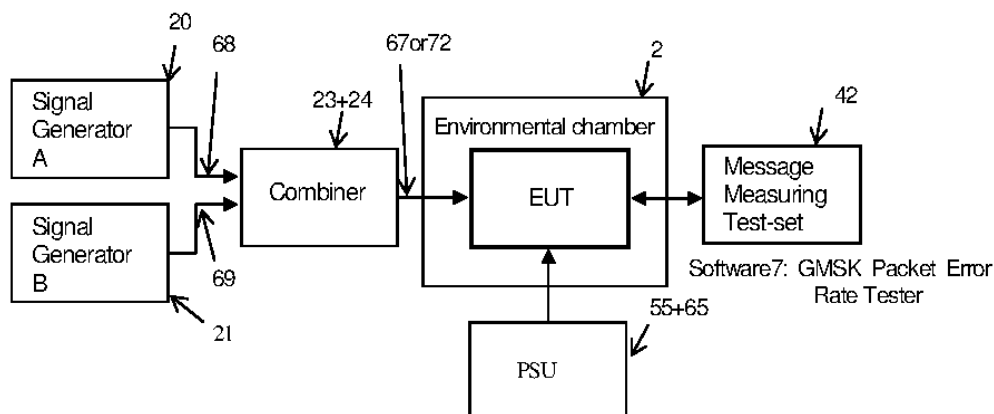 20
68
67or72
2
42
Signal
Generator
A
23+24
Environmental chamber
Combiner
EUT
Message
Measuring
Test-set
Signal
Generator
B
69
21
Software7: GMSK Packet Error
Rate Tester
55+65
PSU